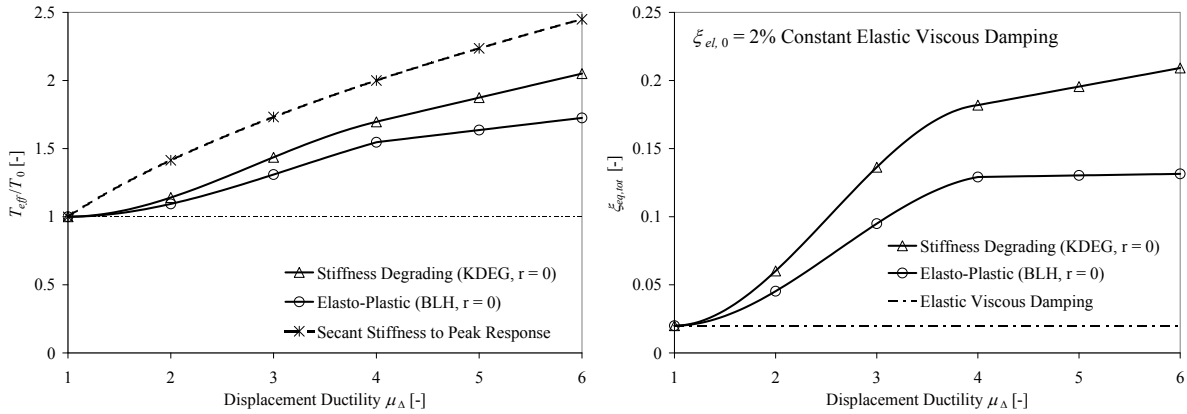 2.5
2
1.5
1
0.5
0
T_eff/T_0 [-]
Stiffness Degrading (KDEG, r = 0)
Elasto-Plastic (BLH, r = 0)
Secant Stiffness to Peak Response
1 2 3 4 5 6
Displacement Ductility μ_Δ [-]
0.25
0.2
0.15
0.1
0.05
0
ξ_eq,tot [-]
ξ_el, 0 = 2% Constant Elastic Viscous Damping
Stiffness Degrading (KDEG, r = 0)
Elasto-Plastic (BLH, r = 0)
Elastic Viscous Damping
1 2 3 4 5 6
Displacement Ductility μ_Δ [-]